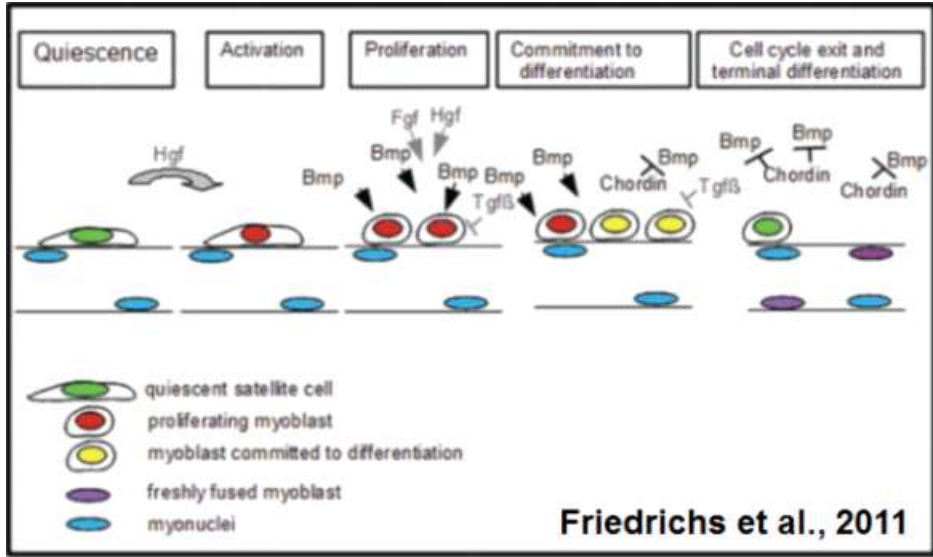 Quiescence
Activation
Proliferation
Commitment to
differentiation
Cell cycle exit and
terminal differentiation
Hgf
Fgf Hgf
Bmp
Bmp
Bmp
Tgfß
Bmp
Bmp
Bmp
Chordin
Tgfß
Bmp
Bmp
Chordin
Bmp
Chordin
quiescent satellite cell
proliferating myoblast
myoblast committed to differentiation
freshly fused myoblast
myonuclei
Friedrichs et al., 2011